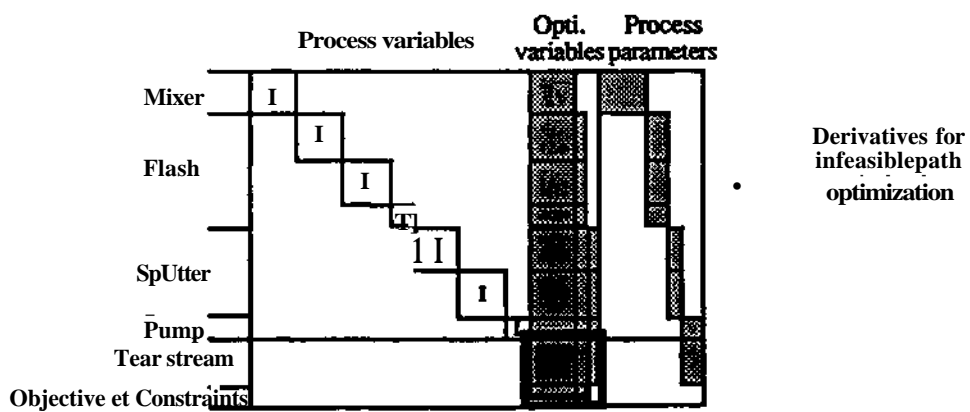 Process variables
Opti. variables
Process parameters
Mixer
Flash
SpUtter
Pump
Tear stream
Objective et Constraints
I
I
I
T
1 I
I
Derivatives for
infeasiblepath
optimization